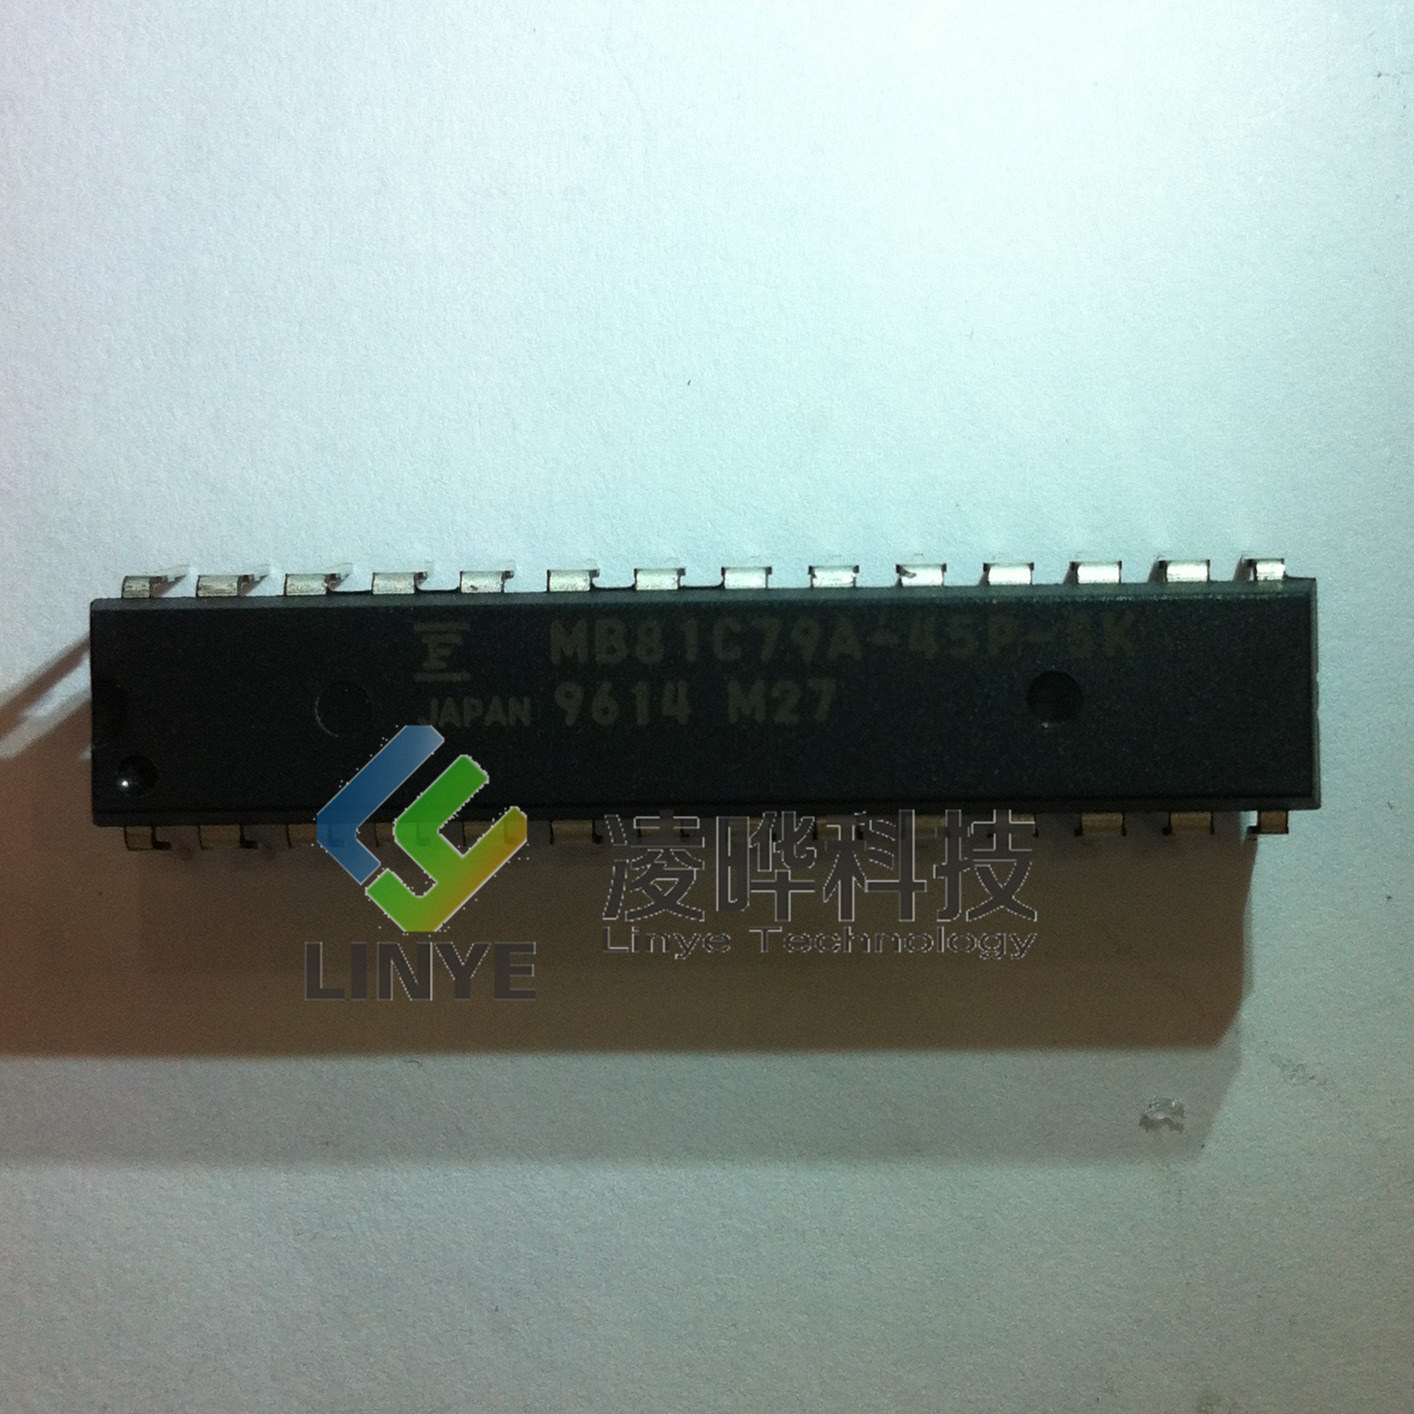 MB81C79A-45P-SK
JAPAN 9614 M27
凌晔科技
Linye Technology
LINYE